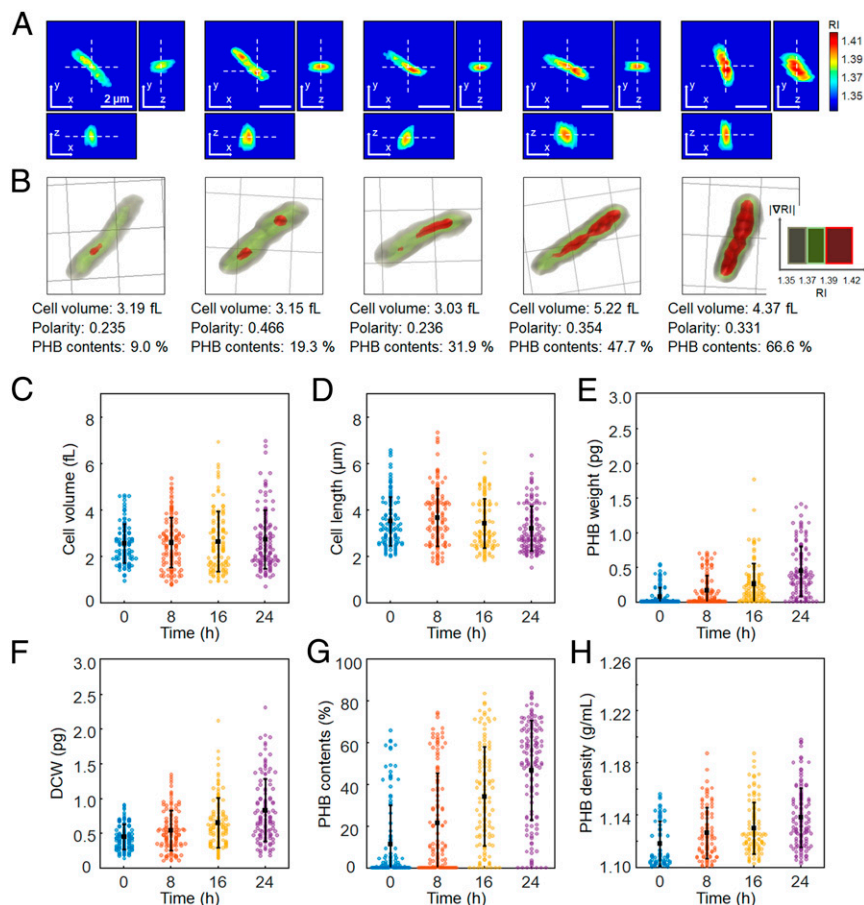 A
RI
1.41
1.39
1.37
1.35
y
x
2 μm
y
z
z
x
y
x
y
z
z
x
y
x
y
z
z
x
y
x
y
z
z
x
y
x
y
z
z
x
B
|∇RI|
1.35 1.37 1.39 1.42
RI
Cell volume: 3.19 fL
Polarity: 0.235
PHB contents: 9.0 %
Cell volume: 3.15 fL
Polarity: 0.466
PHB contents: 19.3 %
Cell volume: 3.03 fL
Polarity: 0.236
PHB contents: 31.9 %
Cell volume: 5.22 fL
Polarity: 0.354
PHB contents: 47.7 %
Cell volume: 4.37 fL
Polarity: 0.331
PHB contents: 66.6 %
C
Cell volume (fL)
8
6
4
2
0
0 8 16 24
Time (h)
D
Cell length (μm)
8
6
4
2
0
0 8 16 24
Time (h)
E
PHB weight (pg)
3.0
2.5
2.0
1.5
1.0
0.5
0
0 8 16 24
Time (h)
F
DCW (pg)
3.0
2.5
2.0
1.5
1.0
0.5
0
0 8 16 24
Time (h)
G
PHB contents (%)
100
80
60
40
20
0
0 8 16 24
Time (h)
H
PHB density (g/mL)
1.26
1.22
1.18
1.14
1.10
0 8 16 24
Time (h)